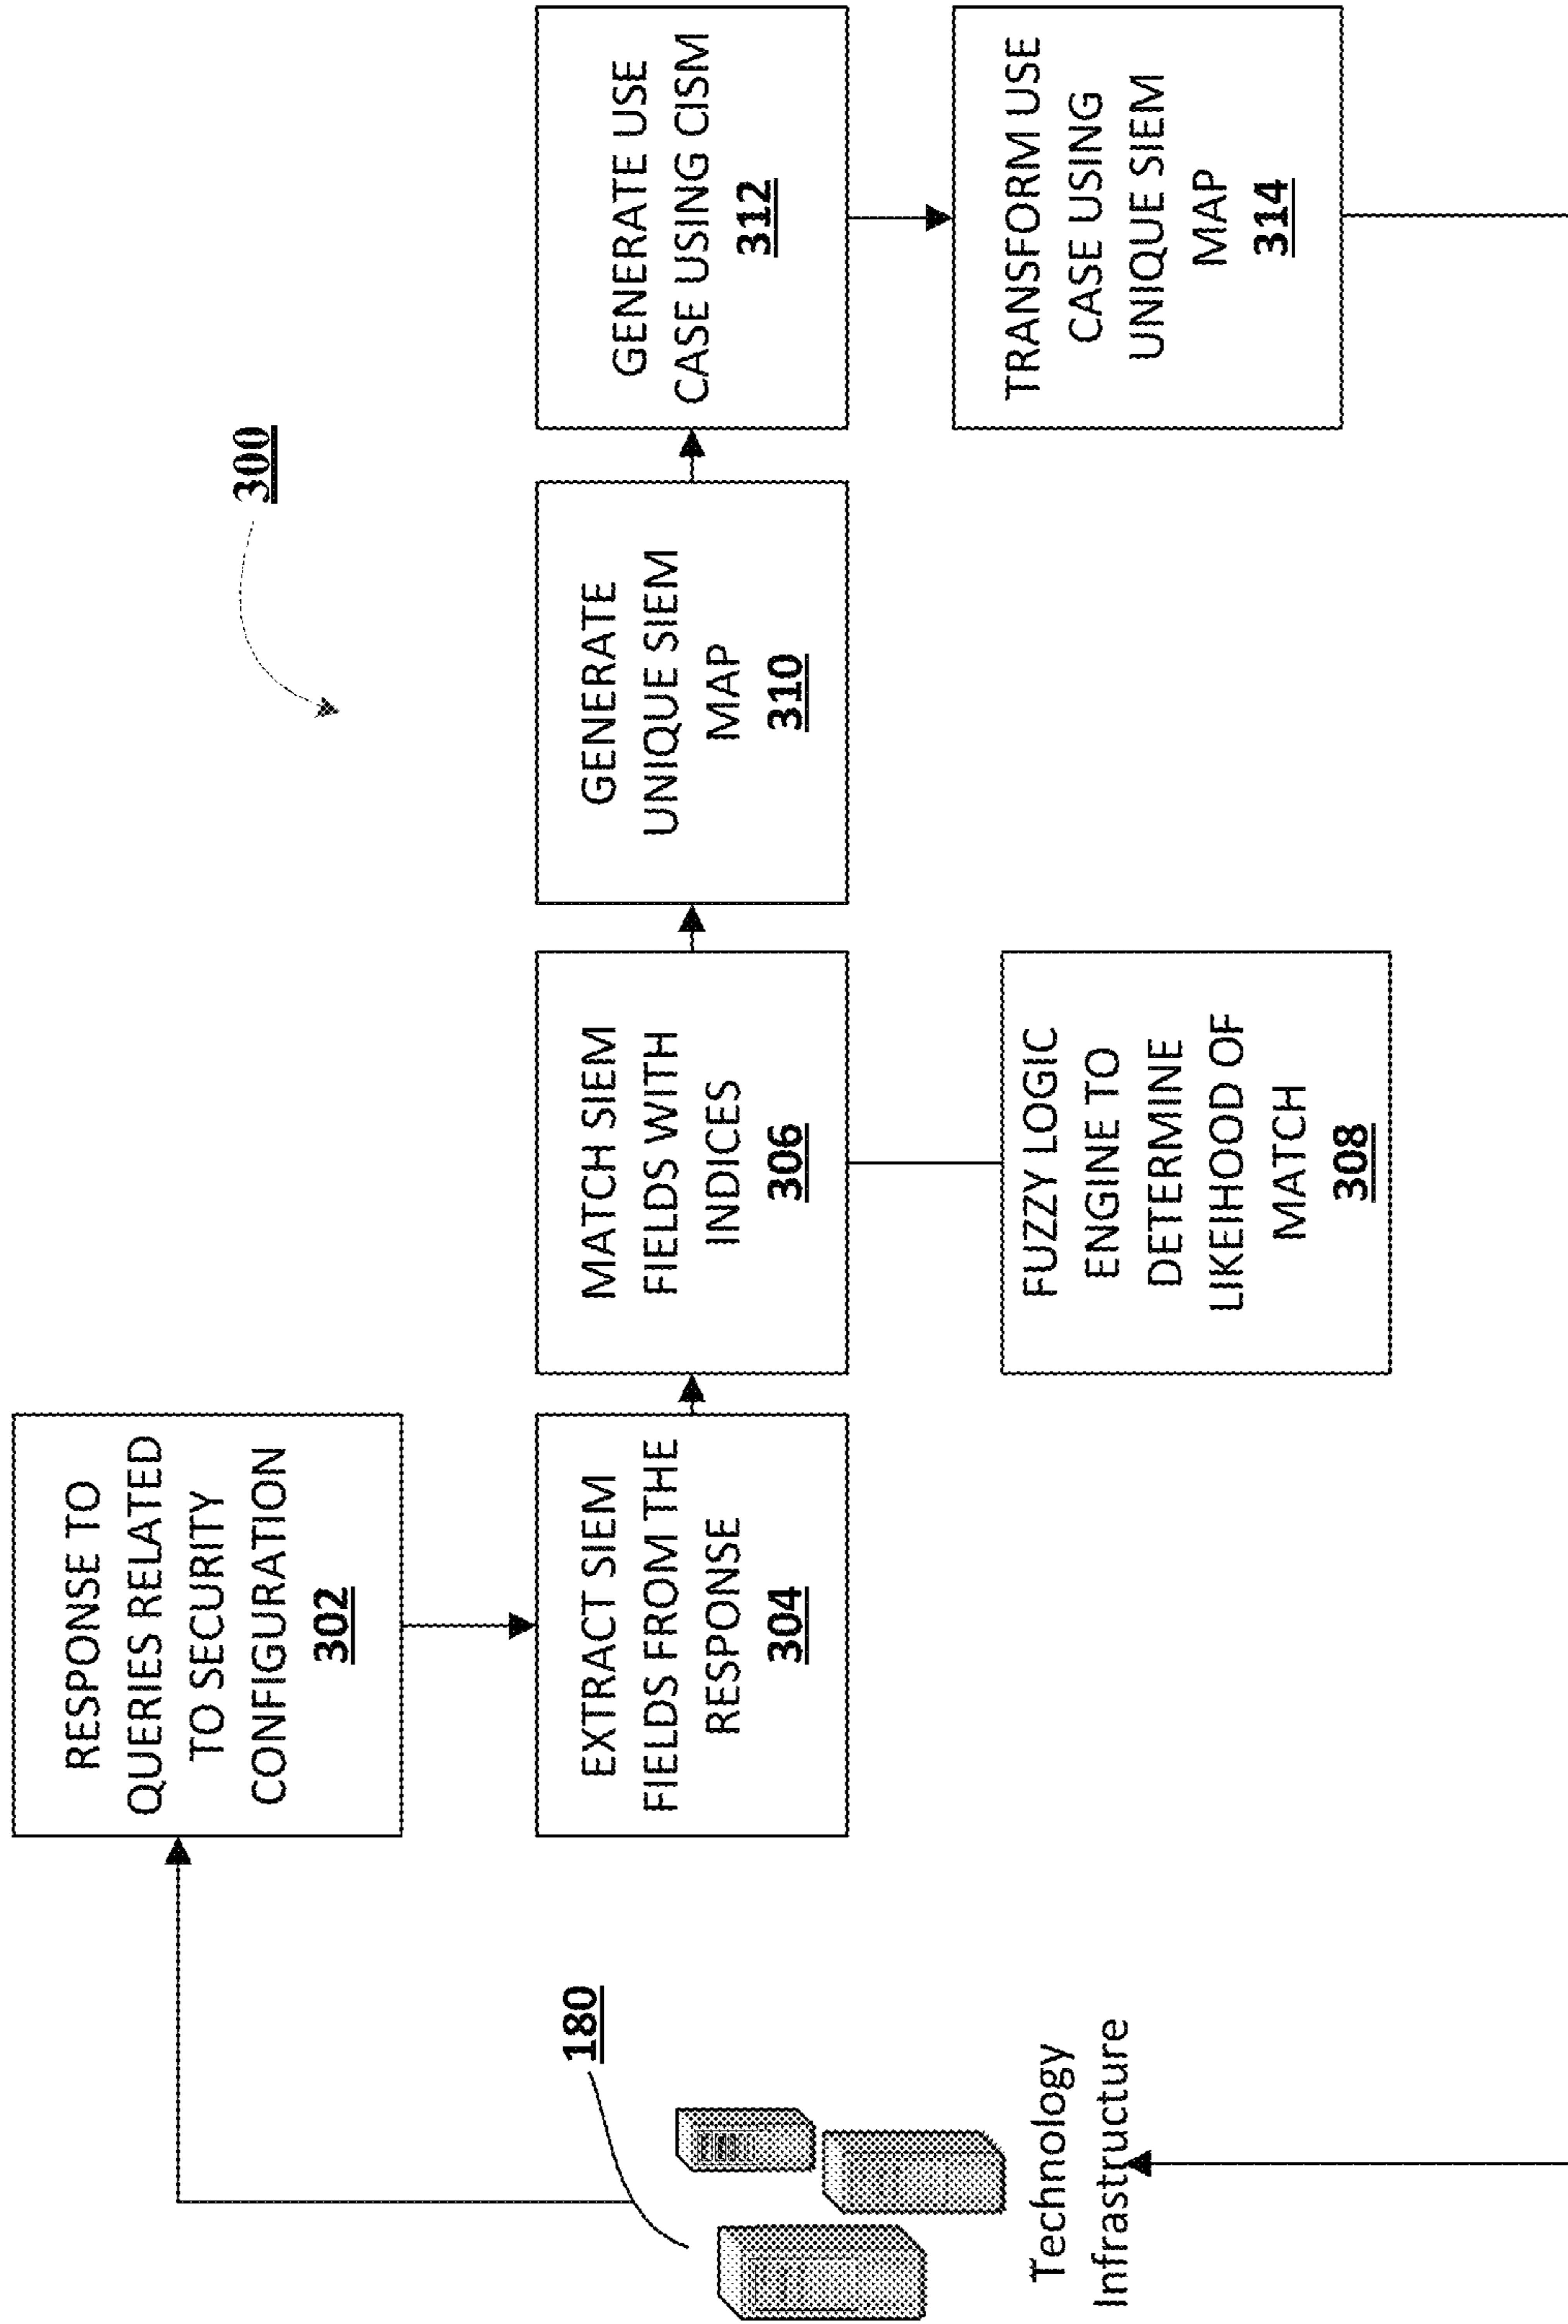 300
RESPONSE TO
QUERIES RELATED
TO SECURITY
CONFIGURATION
302
EXTRACT SIEM
FIELDS FROM THE
RESPONSE
304
MATCH SIEM
FIELDS WITH
INDICES
306
FUZZY LOGIC
ENGINE TO
DETERMINE
LIKEIHOOD OF
MATCH
308
GENERATE
UNIQUE SIEM
MAP
310
GENERATE USE
CASE USING CISM
312
TRANSFORM USE
CASE USING
UNIQUE SIEM
MAP
314
180
Technology
Infrastructure